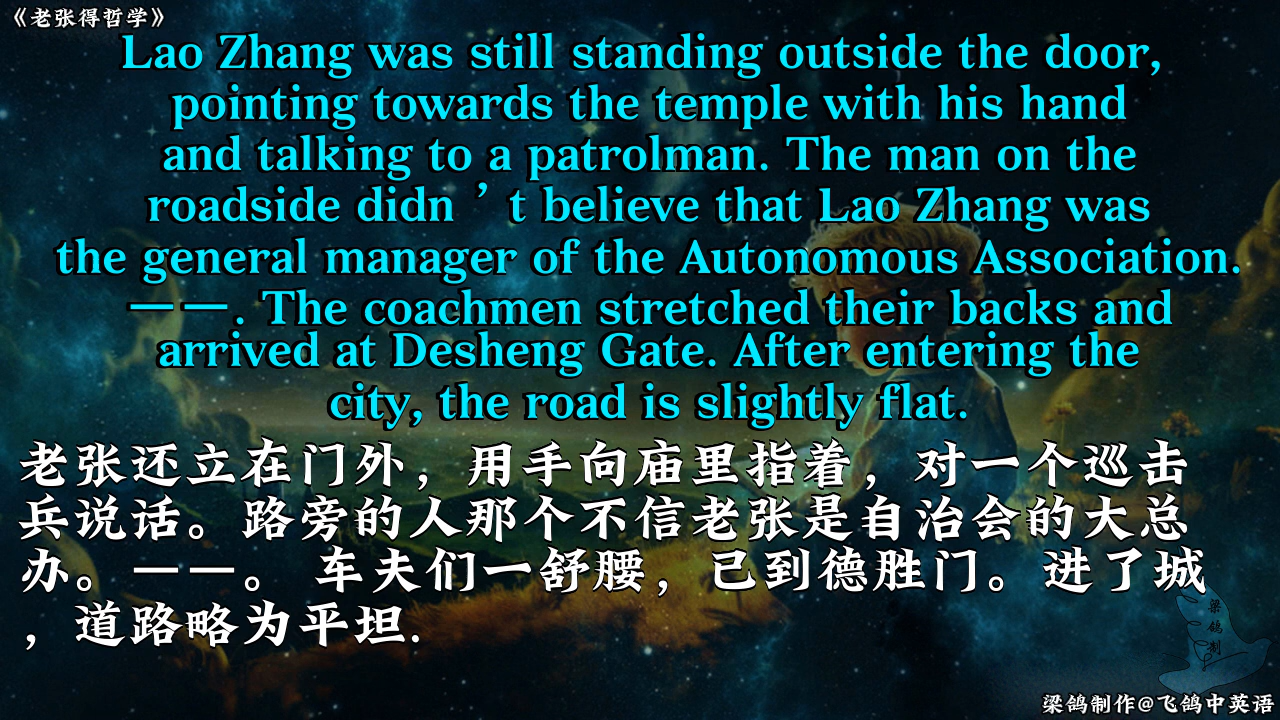 《老张得哲学》
Lao Zhang was still standing outside the door,
pointing towards the temple with his hand
and talking to a patrolman. The man on the
roadside didn ’ t believe that Lao Zhang was
the general manager of the Autonomous Association.
——. The coachmen stretched their backs and
arrived at Desheng Gate. After entering the
city, the road is slightly flat.
老张还立在门外，用手向庙里指着，对一个巡击
兵说话。路旁的人那个不信老张是自治会的大总
办。——。 车夫们一舒腰，已到德胜门。进了城
，道路略为平坦.
梁鸽制
梁鸽制作@飞鸽中英语